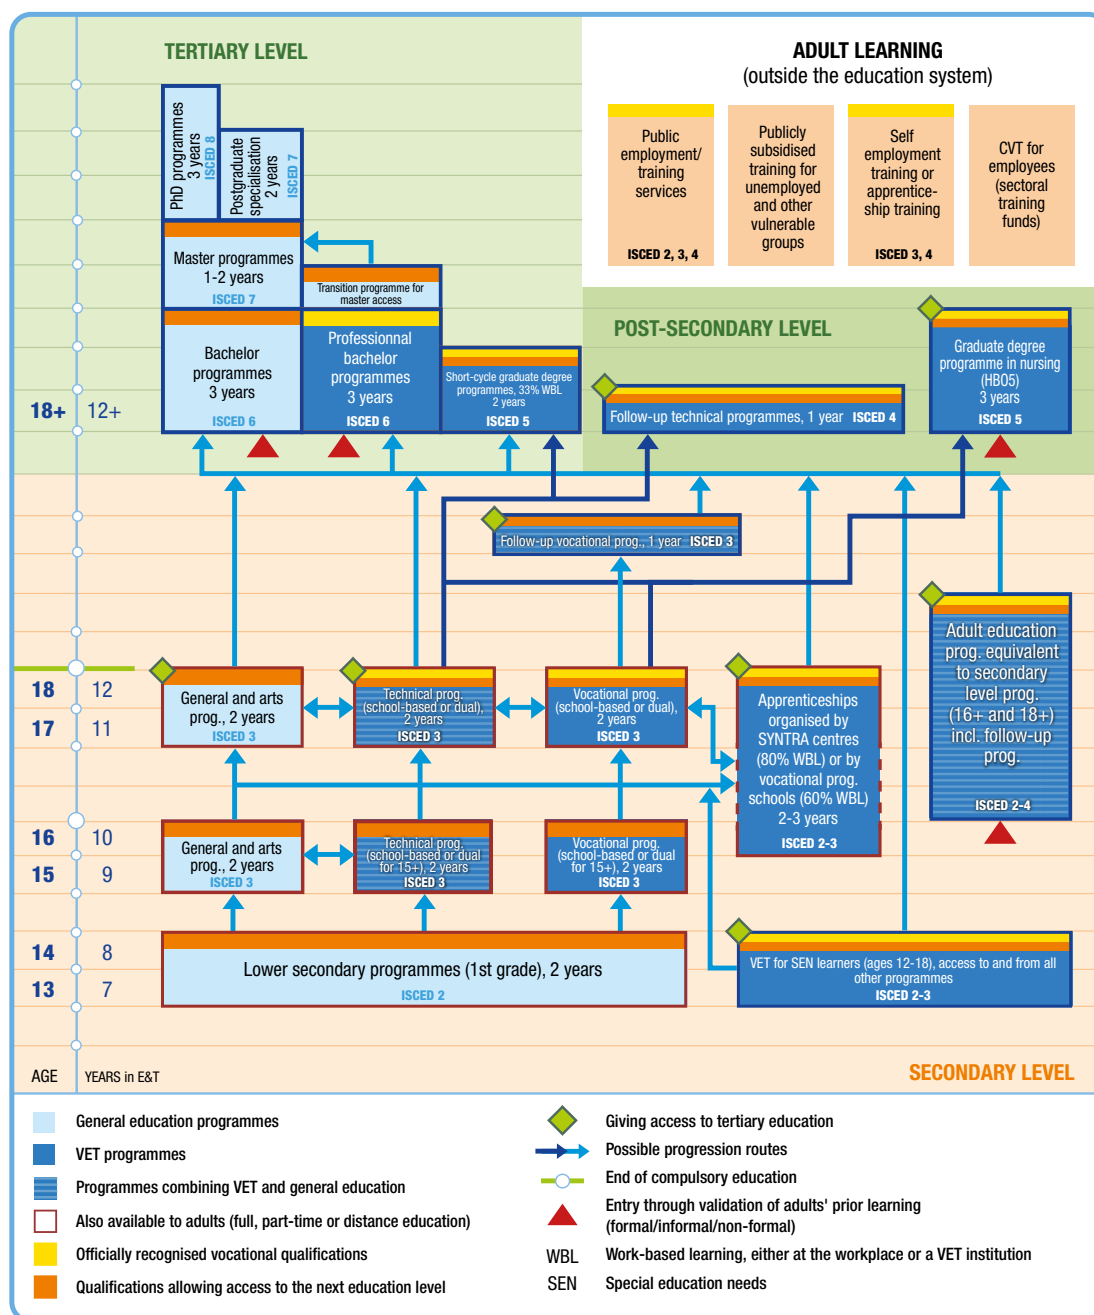 TERTIARY LEVEL
ADULT LEARNING
(outside the education system)
PhD programmes
3 years
ISCED 8
Postgraduate
specialisation
2 years
ISCED 7
Public
employment/
training
services
ISCED 2, 3, 4
Publicly
subsidised
training for
unemployed
and other
vulnerable
groups
Self
employment
training or
apprentice-
ship training
ISCED 3, 4
CVT for
employees
(sectoral
training
funds)
Master programmes
1-2 years
ISCED 7
Transition programme for
master access
POST-SECONDARY LEVEL
Bachelor
programmes
3 years
ISCED 6
Professionnal
bachelor
programmes
3 years
ISCED 6
Short-cycle graduate degree
programmes, 33% WBL
2 years
ISCED 5
Follow-up technical programmes, 1 year ISCED 4
Graduate degree
programme in nursing
(HBO5)
3 years
ISCED 5
18+ 12+
Follow-up vocational prog., 1 year ISCED 3
Adult education
prog. equivalent
to secondary
level prog.
(16+ and 18+)
incl. follow-up
prog.
ISCED 2-4
18 12
17 11
General and arts
prog., 2 years
ISCED 3
Technical prog.
(school-based or dual),
2 years
ISCED 3
Vocational prog.
(school-based or dual),
2 years
ISCED 3
Apprenticeships
organised by
SYNTRA centres
(80% WBL) or by
vocational prog.
schools (60% WBL)
2-3 years
ISCED 2-3
16 10
15 9
General and arts
prog., 2 years
ISCED 3
Technical prog.
(school-based or dual
for 15+), 2 years
ISCED 3
Vocational prog.
(school-based or dual
for 15+), 2 years
ISCED 3
14 8
13 7
Lower secondary programmes (1st grade), 2 years
ISCED 2
VET for SEN learners (ages 12-18), access to and from all
other programmes
ISCED 2-3
AGE YEARS in E&T
SECONDARY LEVEL
General education programmes
VET programmes
Programmes combining VET and general education
Also available to adults (full, part-time or distance education)
Officially recognised vocational qualifications
Qualifications allowing access to the next education level
Giving access to tertiary education
Possible progression routes
End of compulsory education
Entry through validation of adults' prior learning
(formal/informal/non-formal)
WBL Work-based learning, either at the workplace or a VET institution
SEN Special education needs